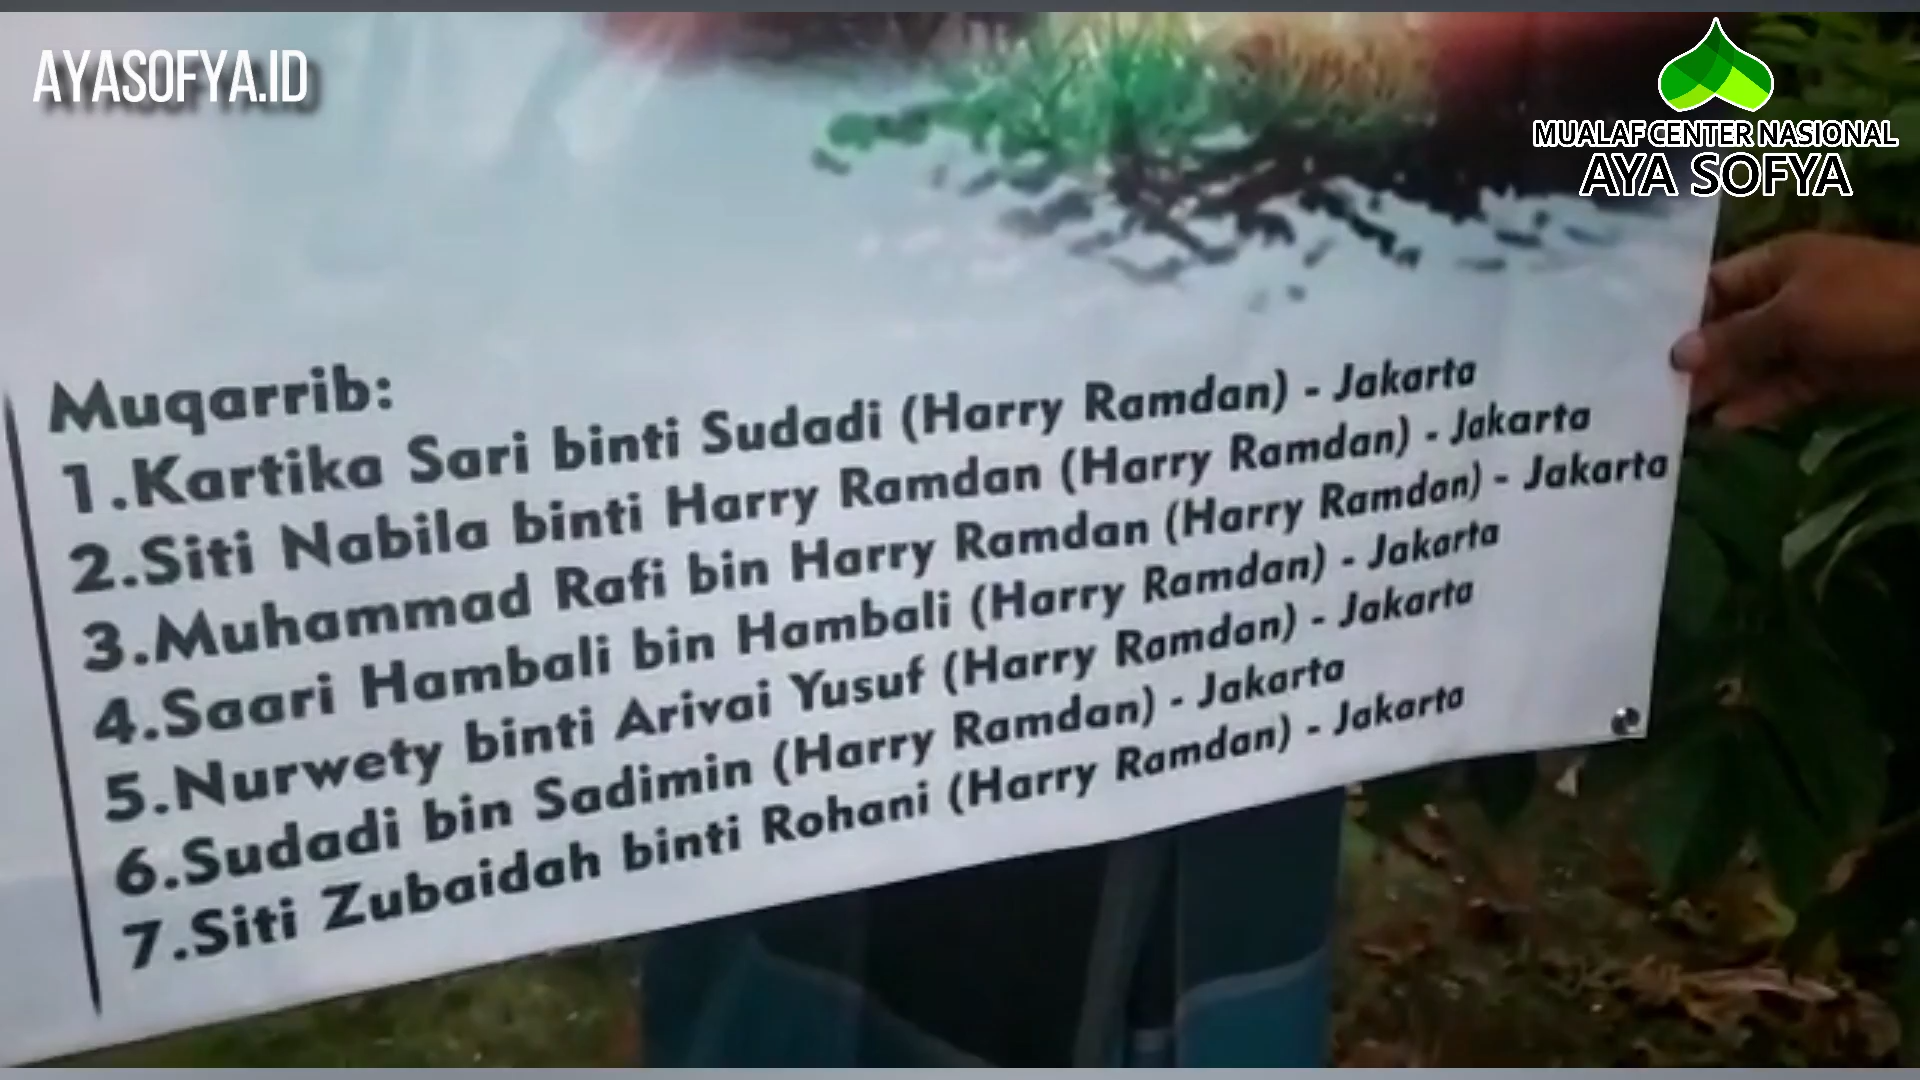 AYASOFYA.ID
MUALAF CENTER NASIONAL
AYA SOFYA
Muqarrib:
1.Kartika Sari binti Sudadi (Harry Ramdan) - Jakarta
2.Siti Nabila binti Harry Ramdan (Harry Ramdan) - Jakarta
3.Muhammad Rafi bin Harry Ramdan (Harry Ramdan) - Jakarta
4.Saari Hambali bin Hambali (Harry Ramdan) - Jakarta
5.Nurwety binti Arivai Yusuf (Harry Ramdan) - Jakarta
6.Sudadi bin Sadimin (Harry Ramdan) - Jakarta
7.Siti Zubaidah binti Rohani (Harry Ramdan) - Jakarta